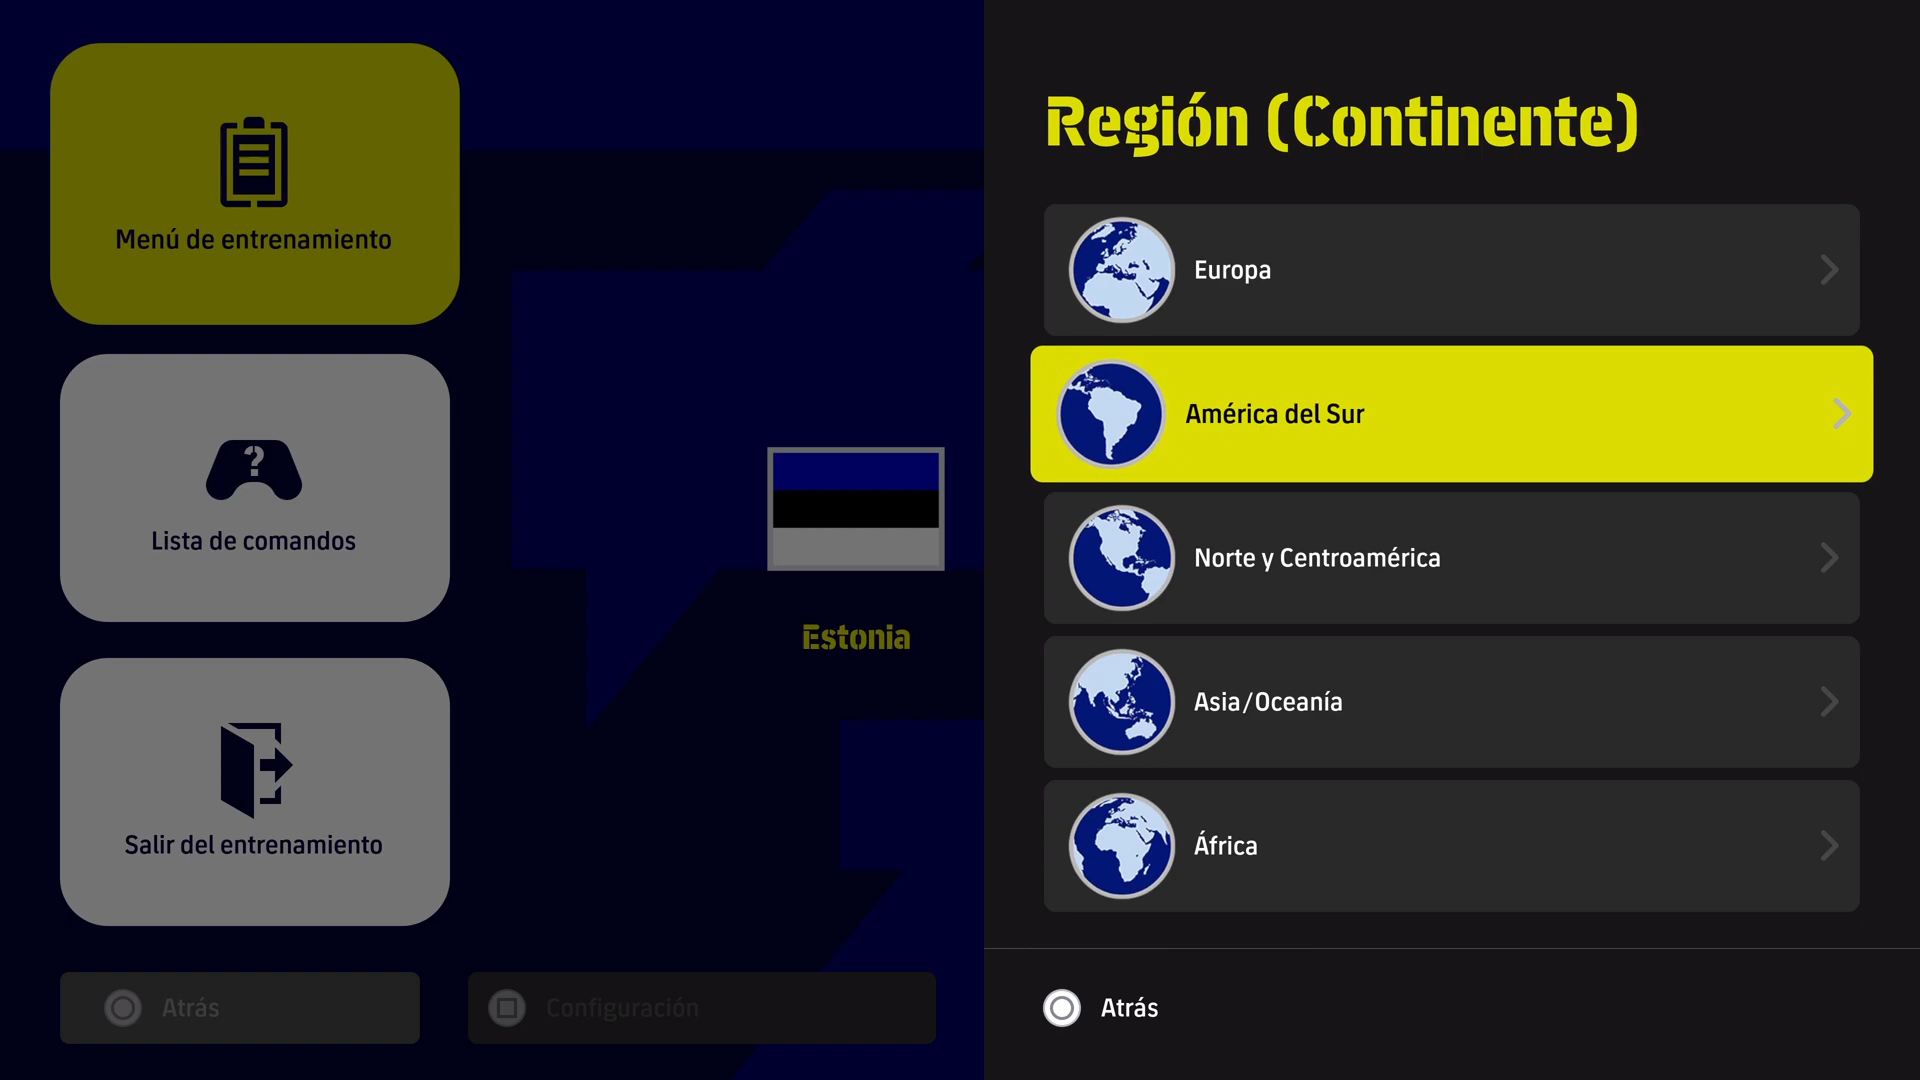 Menú de entrenamiento
Lista de comandos
?
Salir del entrenamiento
Estonia
Atrás
Configuración
Región (Continente)
Europa
América del Sur
Norte y Centroamérica
Asia/Oceanía
África
Atrás